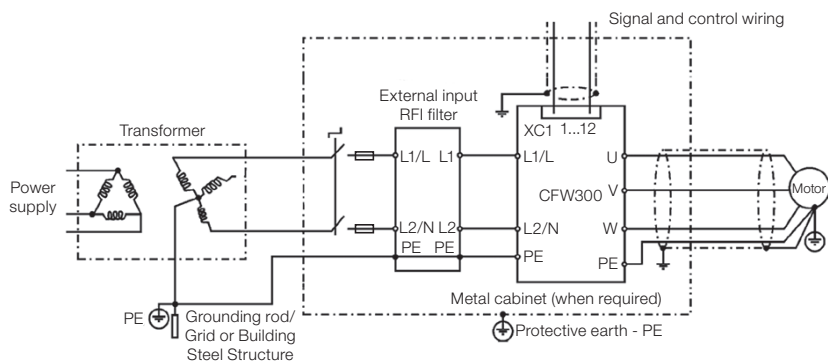 Signal and control wiring
External input
RFI filter
Transformer
XC1 1...12
L1/L L1
L1/L
U
Power
supply
CFW300
V
Motor
L2/N L2
L2/N
W
PE PE
PE
PE
Metal cabinet (when required)
PE
Grounding rod/
Grid or Building
Steel Structure
Protective earth - PE